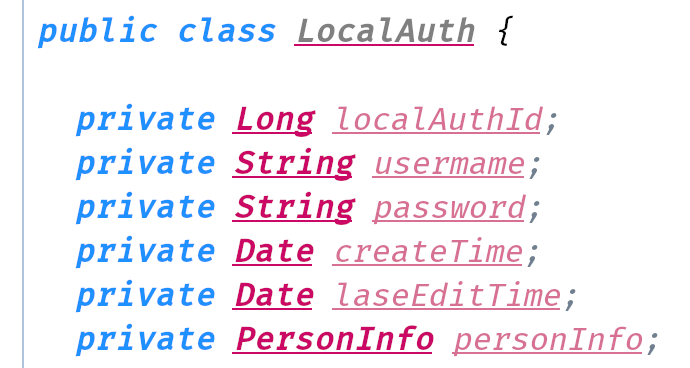 public class LocalAuth {
private Long localAuthId;
private String usermame;
private String password;
private Date createTime;
private Date laseEditTime;
private PersonInfo personInfo;